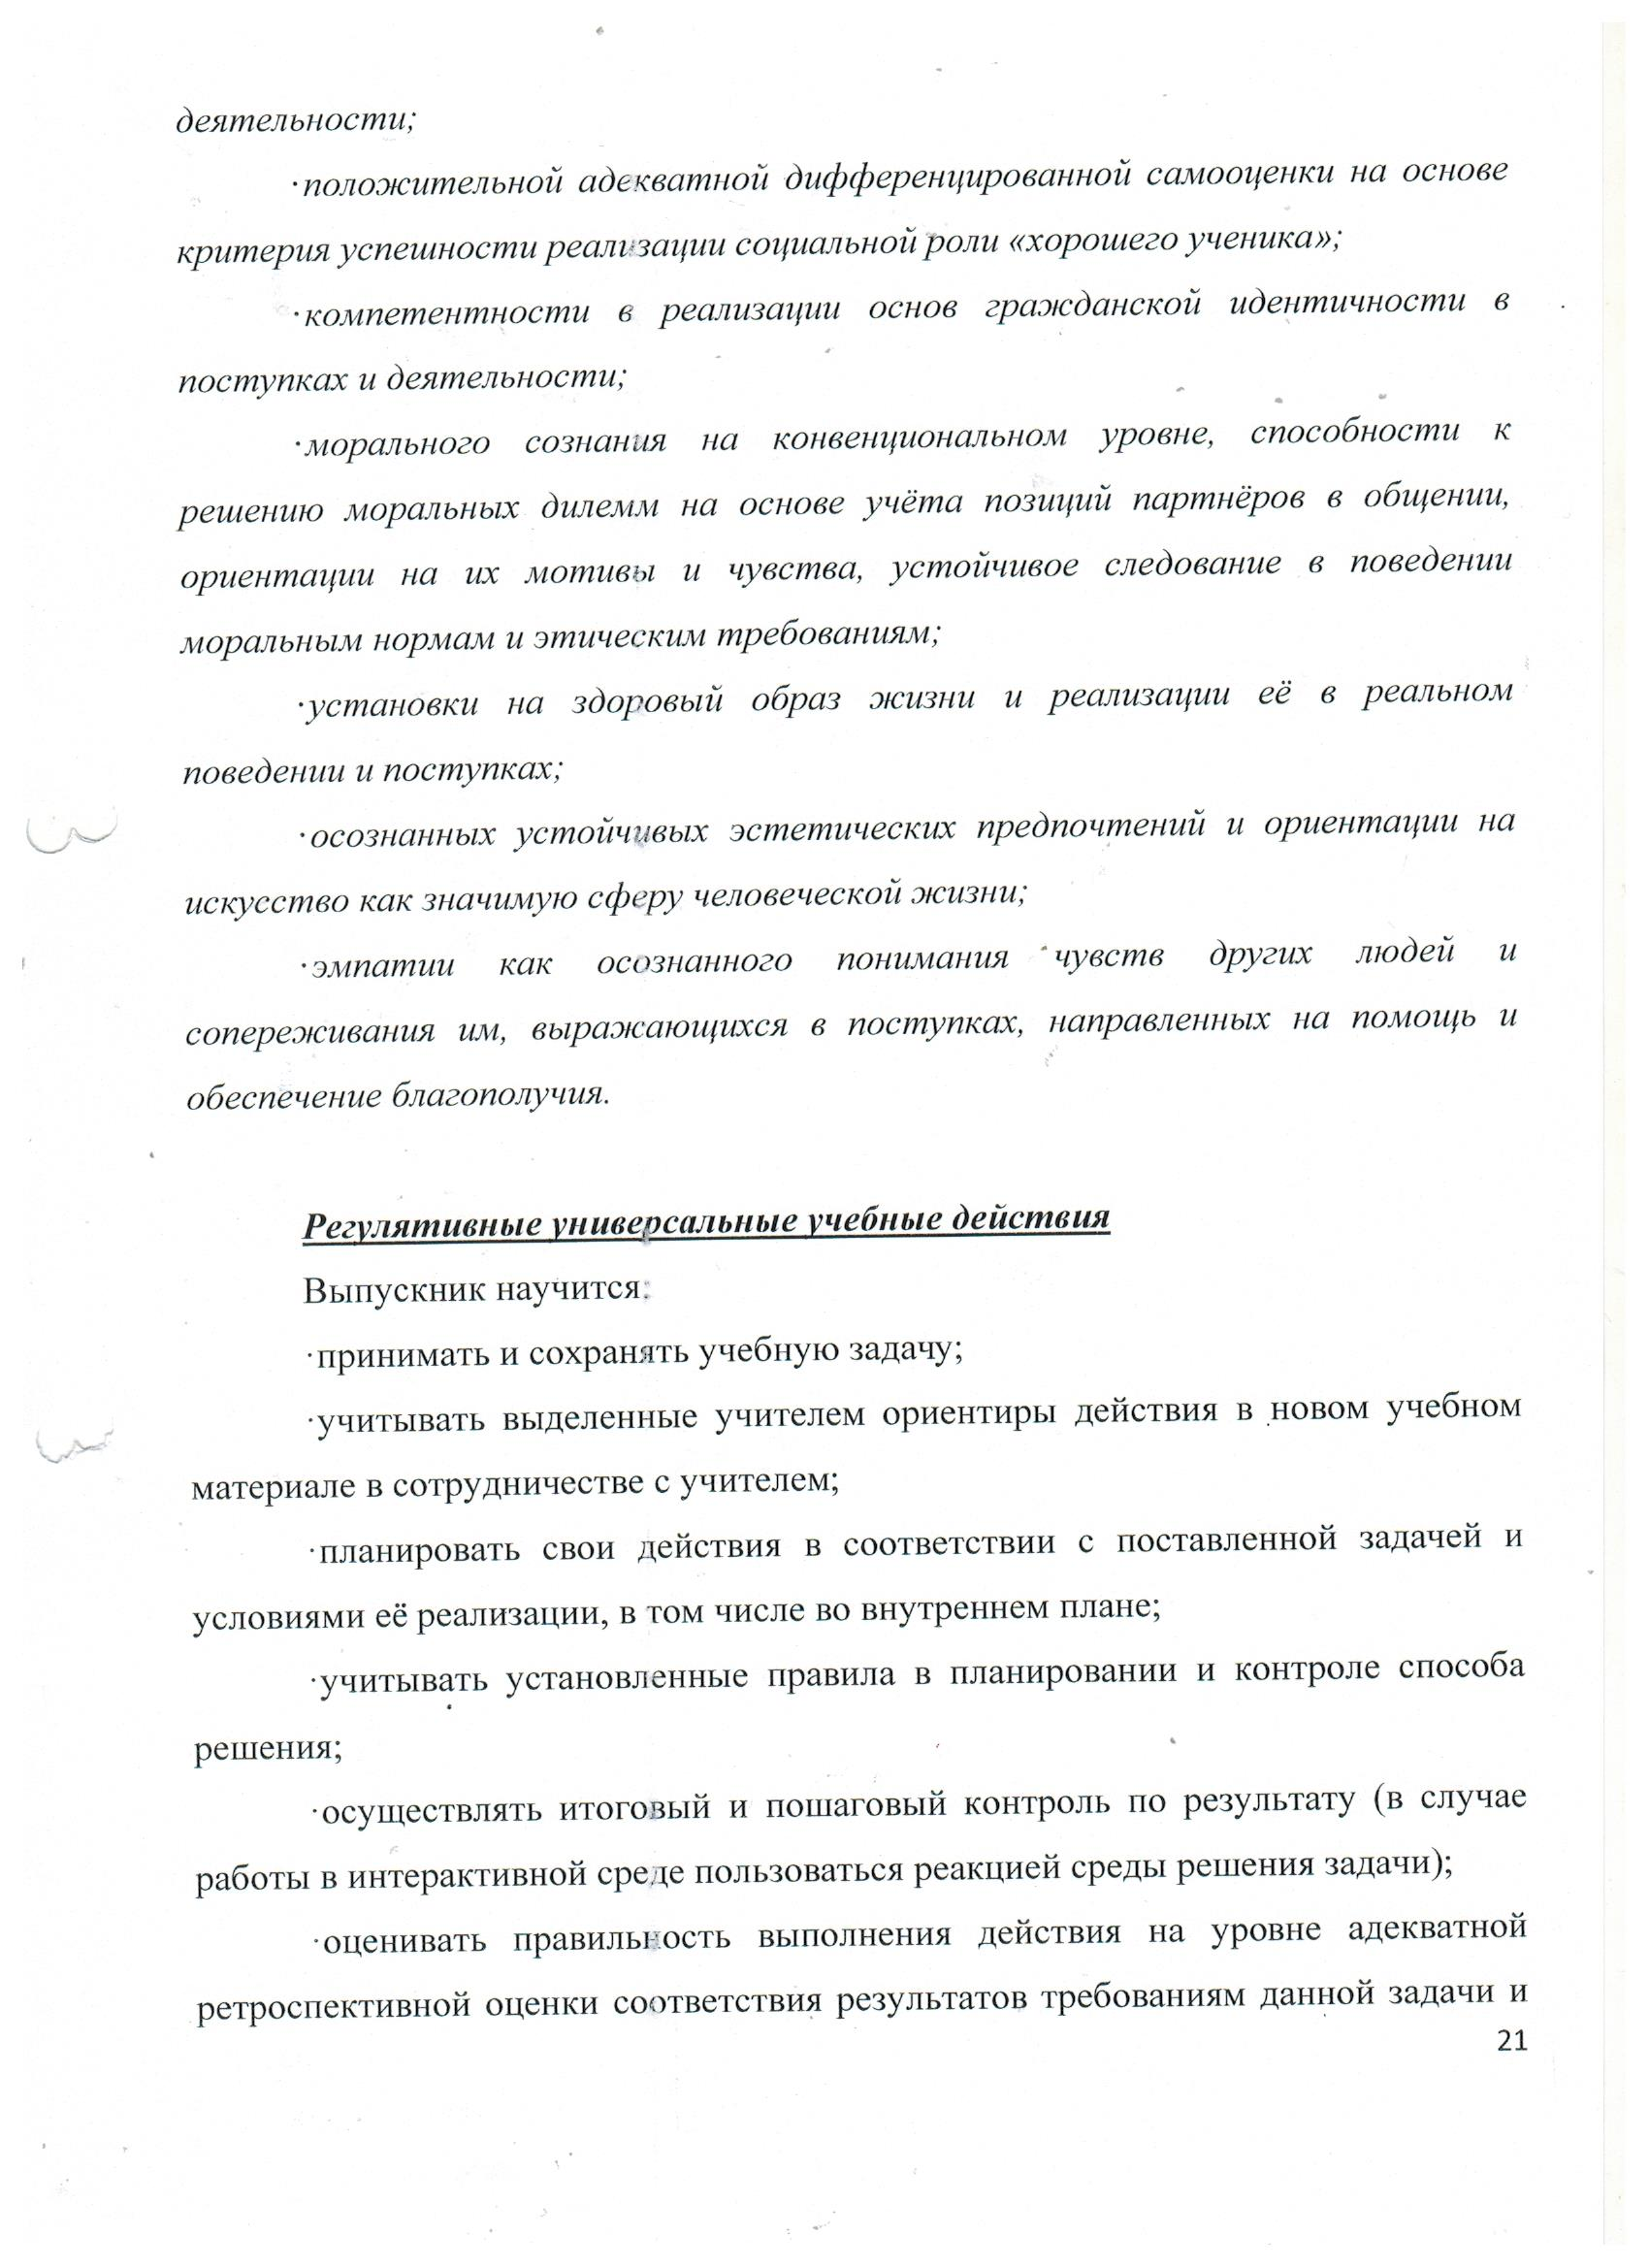 деятельности;
·положительной адекватной дифференцированной самооценки на основе
критерия успешности реализации социальной роли «хорошего ученика»;
·компетентности в реализации основ гражданской идентичности в
поступках и деятельности;
·морального сознания на конвенциональном уровне, способности к
решению моральных дилемм на основе учёта позиций партнёров в общении,
ориентации на их мотивы и чувства, устойчивое следование в поведении
моральным нормам и этическим требованиям;
·установки на здоровый образ жизни и реализации её в реальном
поведении и поступках;
·осознанных устойчивых эстетических предпочтений и ориентации на
искусство как значимую сферу человеческой жизни;
·эмпатии как осознанного понимания чувств других людей и
сопереживания им, выражающихся в поступках, направленных на помощь и
обеспечение благополучия.
Регулятивные универсальные учебные действия
Выпускник научится:
·принимать и сохранять учебную задачу;
·учитывать выделенные учителем ориентиры действия в новом учебном
материале в сотрудничестве с учителем;
·планировать свои действия в соответствии с поставленной задачей и
условиями её реализации, в том числе во внутреннем плане;
·учитывать установленные правила в планировании и контроле способа
решения;
·осуществлять итоговый и пошаговый контроль по результату (в случае
работы в интерактивной среде пользоваться реакцией среды решения задачи);
·оценивать правильность выполнения действия на уровне адекватной
ретроспективной оценки соответствия результатов требованиям данной задачи и
21